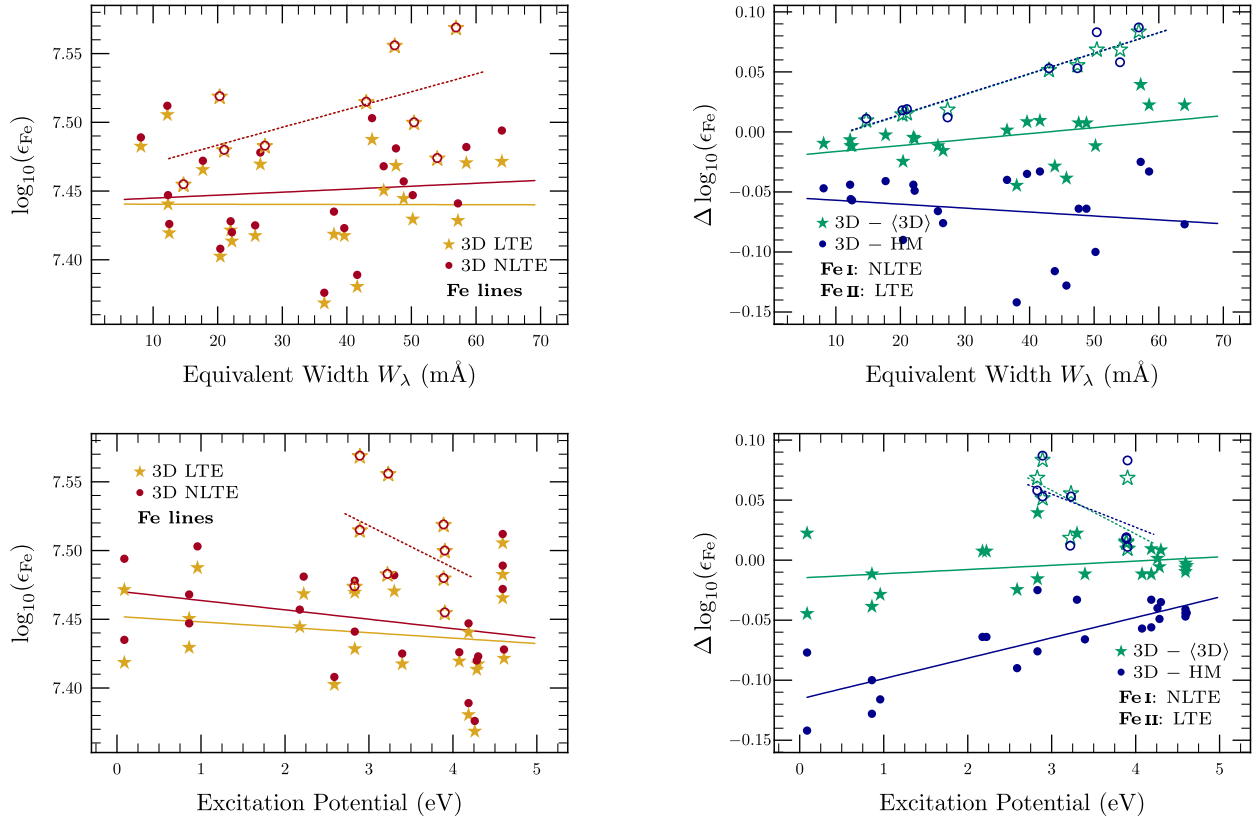 7.55
7.50
7.45
7.40
log₁₀(ϵFe)
3D LTE
3D NLTE
Fe lines
10 20 30 40 50 60 70
Equivalent Width Wλ (mÅ)
0.10
0.05
0.00
−0.05
−0.10
−0.15
Δ log₁₀(ϵFe)
3D − ⟨3D⟩
3D − HM
Fe I: NLTE
Fe II: LTE
10 20 30 40 50 60 70
Equivalent Width Wλ (mÅ)
7.55
7.50
7.45
7.40
log₁₀(ϵFe)
3D LTE
3D NLTE
Fe lines
0 1 2 3 4 5
Excitation Potential (eV)
0.10
0.05
0.00
−0.05
−0.10
−0.15
Δ log₁₀(ϵFe)
3D − ⟨3D⟩
3D − HM
Fe I: NLTE
Fe II: LTE
0 1 2 3 4 5
Excitation Potential (eV)